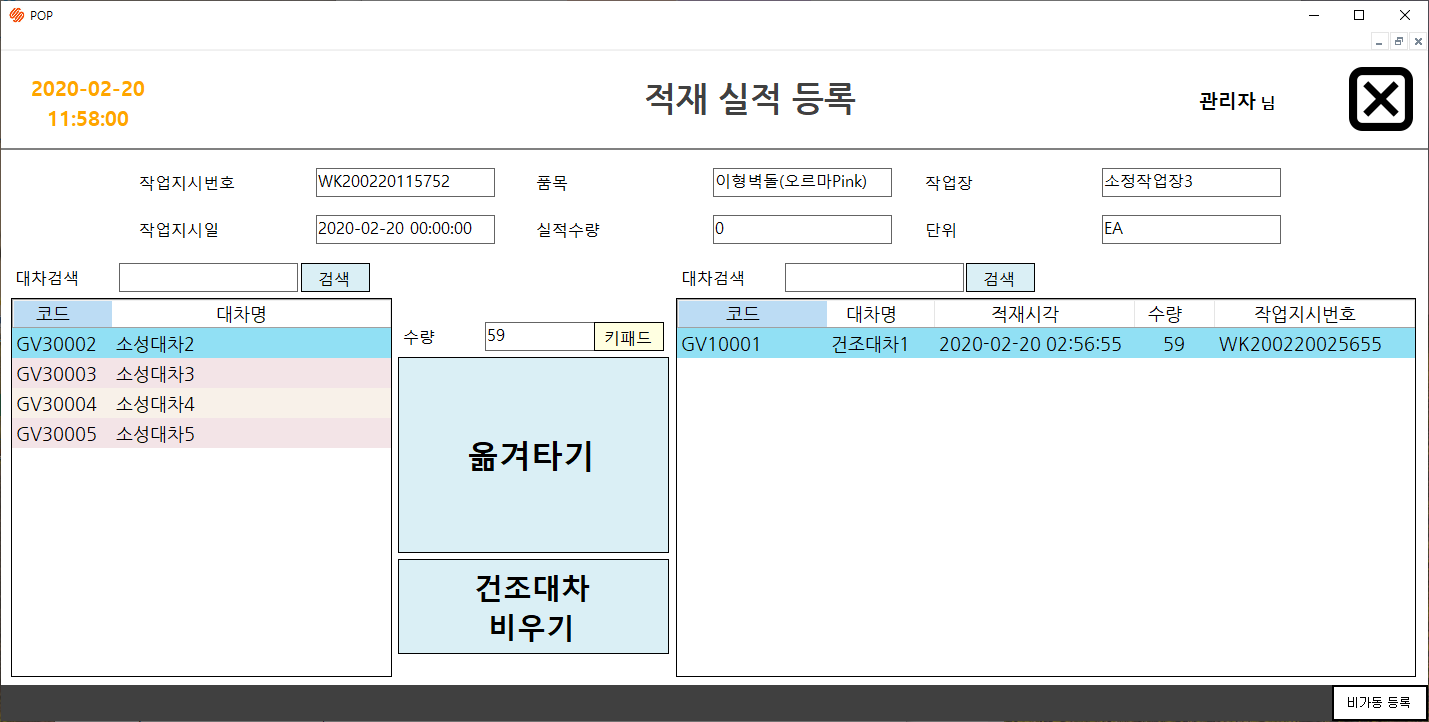 POP
2020-02-20
11:58:00
적재 실적 등록
관리자 님
작업지시번호 WK200220115752 품목 이형벽돌(오르마Pink) 작업장 소정작업장3
작업지시일 2020-02-20 00:00:00 실적수량 0 단위 EA
대차검색 검색 대차검색 검색
코드 대차명
GV30002 소성대차2
GV30003 소성대차3
GV30004 소성대차4
GV30005 소성대차5
수량 59 키패드
옮겨타기
건조대차
비우기
코드 대차명 적재시각 수량 작업지시번호
GV10001 건조대차1 2020-02-20 02:56:55 59 WK200220025655
비가동 등록